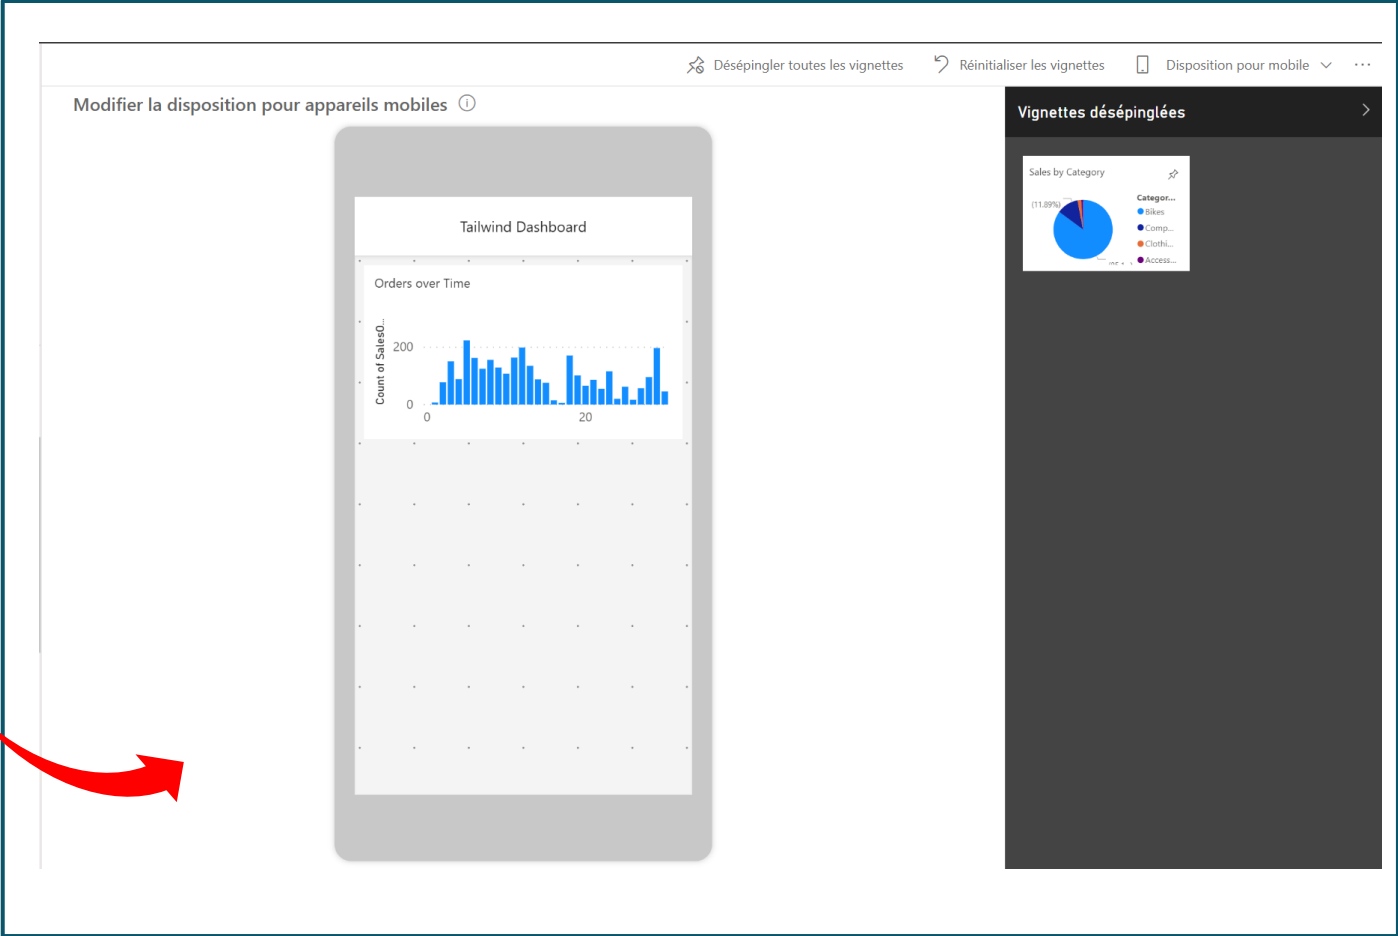 Désépingler toutes les vignettes
Réinitialiser les vignettes
Disposition pour mobile
Modifier la disposition pour appareils mobiles
Vignettes désépinglées
Tailwind Dashboard
Orders over Time
Count of SalesO...
200
0
0
20
Sales by Category
(11.89%)
Categor...
Bikes
Comp...
Clothi...
Access...